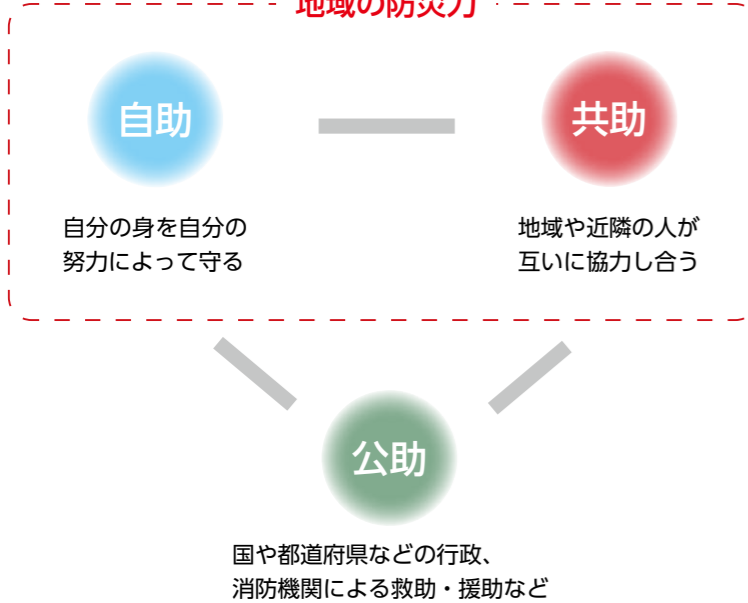 地域の防災力
自助
共助
自分の身を自分の
努力によって守る
地域や近隣の人が
互いに協力し合う
公助
国や都道府県などの行政、
消防機関による救助・援助など